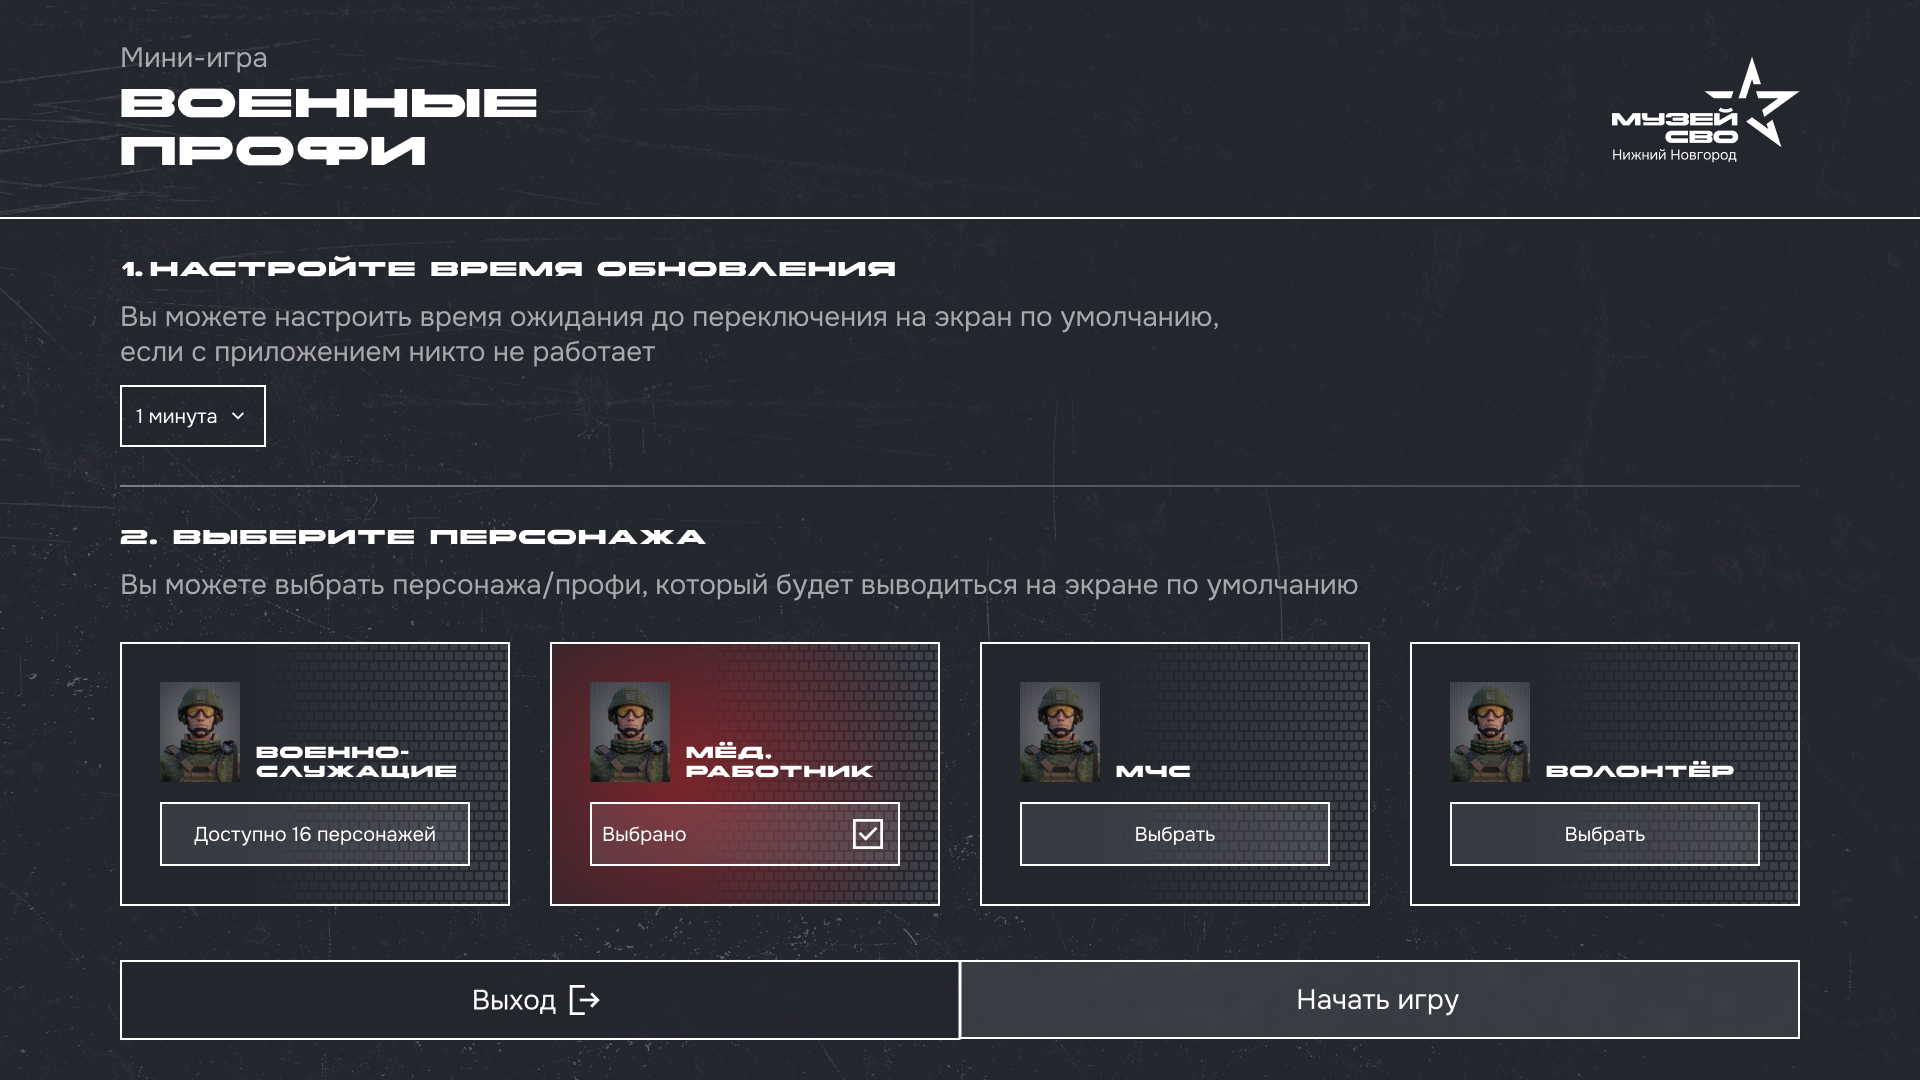 Мини-игра
ВОЕННЫЕ
ПРОФИ
МУЗЕЙ
СВО
Нижний Новгород
1. НАСТРОЙТЕ ВРЕМЯ ОБНОВЛЕНИЯ
Вы можете настроить время ожидания до переключения на экран по умолчанию,
если с приложением никто не работает
1 минута
2. ВЫБЕРИТЕ ПЕРСОНАЖА
Вы можете выбрать персонажа/профи, который будет выводиться на экране по умолчанию
ВОЕННО-
СЛУЖАЩИЕ
Доступно 16 персонажей
МЁД.
РАБОТНИК
Выбрано
МЧС
Выбрать
ВОЛОНТЁР
Выбрать
Выход
Начать игру